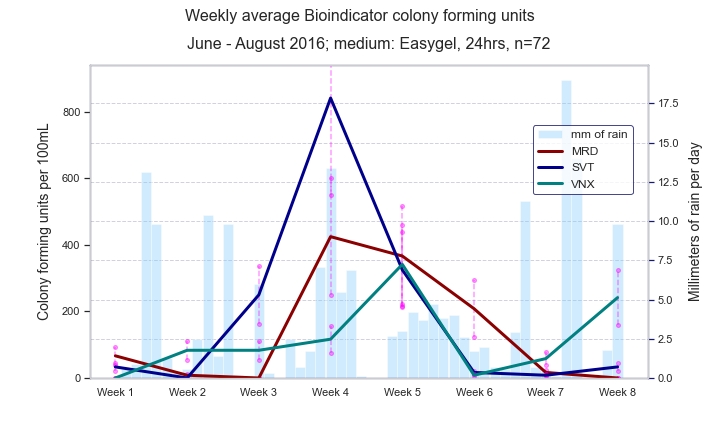 Weekly average Bioindicator colony forming units
June - August 2016; medium: Easygel, 24hrs, n=72
Colony forming units per 100mL
800
600
400
200
0
17.5
15.0
12.5
10.0
7.5
5.0
2.5
0.0
Millimeters of rain per day
mm of rain
MRD
SVT
VNX
Week 1 Week 2 Week 3 Week 4 Week 5 Week 6 Week 7 Week 8